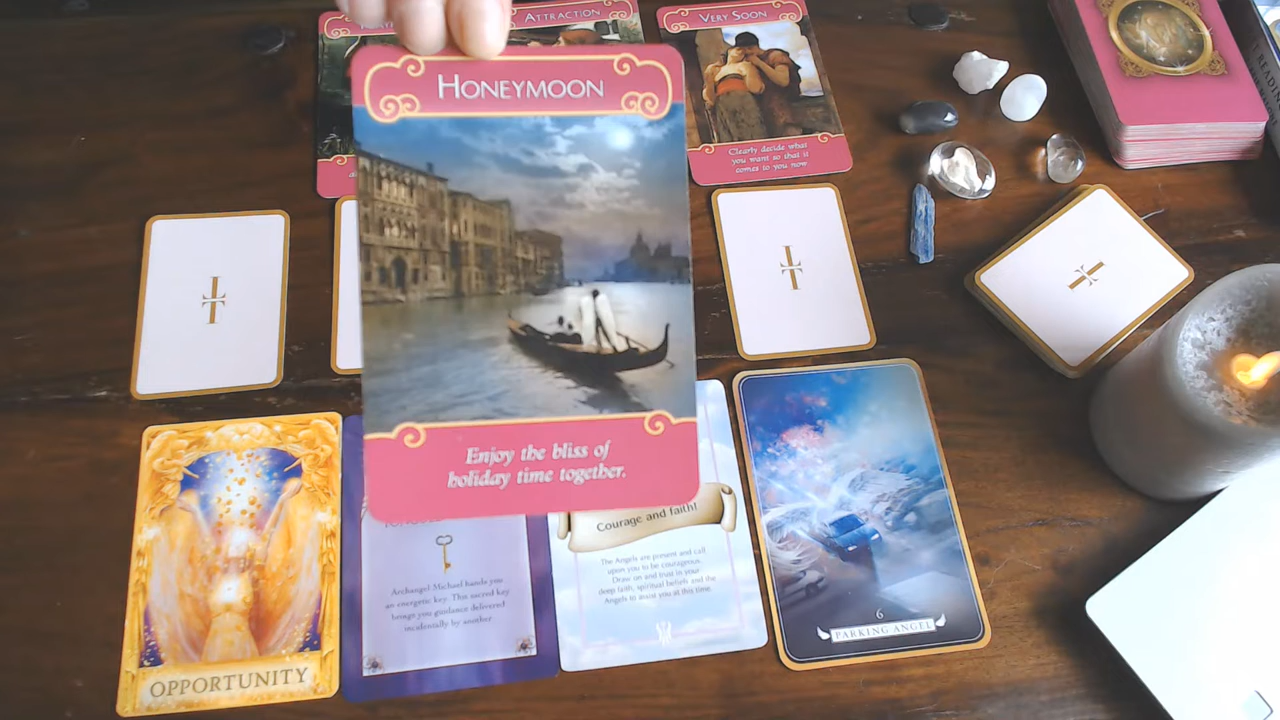 ATTRACTION
VERY SOON
Clearly decide what
you want so that it
comes to you now
HONEYMOON
Enjoy the bliss of
holiday time together.
OPPORTUNITY
Archangel Michael hands you
an energetic key. This sacred key
brings you guidance delivered
incidentally by another
Courage and faith!
The Angels are present and call
upon you to be courageous.
Draw on and trust in your
deep faith, spiritual beliefs and the
Angels to assist you at this time.
6
PARKING ANGEL